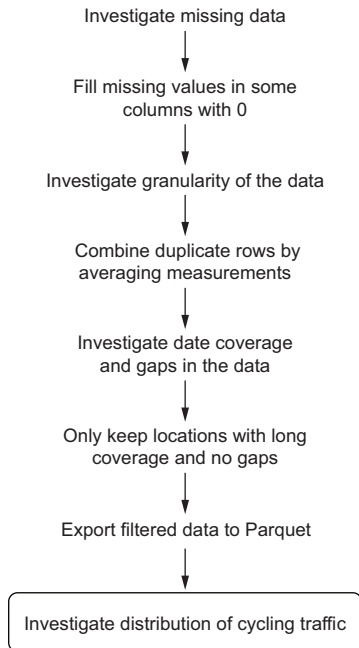 Investigate missing data
Fill missing values in some
columns with 0
Investigate granularity of the data
Combine duplicate rows by
averaging measurements
Investigate date coverage
and gaps in the data
Only keep locations with long
coverage and no gaps
Export filtered data to Parquet
Investigate distribution of cycling traffic